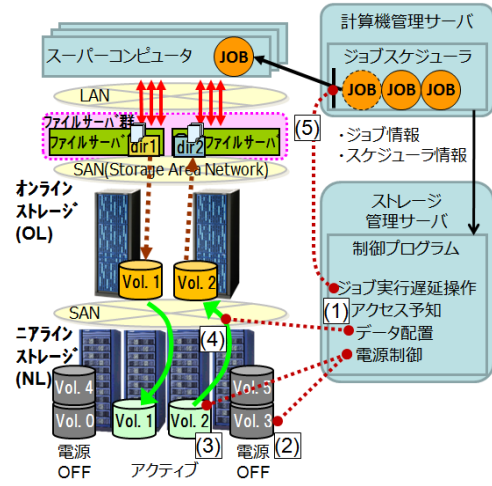 スーパーコンピュータ
JOB
計算機管理サーバ
ジョブスケジューラ
JOB JOB JOB
LAN
(5)
・ジョブ情報
・スケジューラ情報
ファイルサーバ群
ファイルサーバ dir1 dir2 ファイルサーバ
SAN(Storage Area Network)
オンライン
ストレージ
(OL)
Vol. 1 Vol. 2
ストレージ
管理サーバ
制御プログラム
ジョブ実行遅延操作
(1) アクセス予知
データ配置
電源制御
SAN
(4)
ニアライン
ストレージ
(NL)
Vol. 4 Vol. 5
Vol. 0 Vol. 1 Vol. 2 Vol. 3
(3) (2)
電源
OFF
アクティブ
電源
OFF